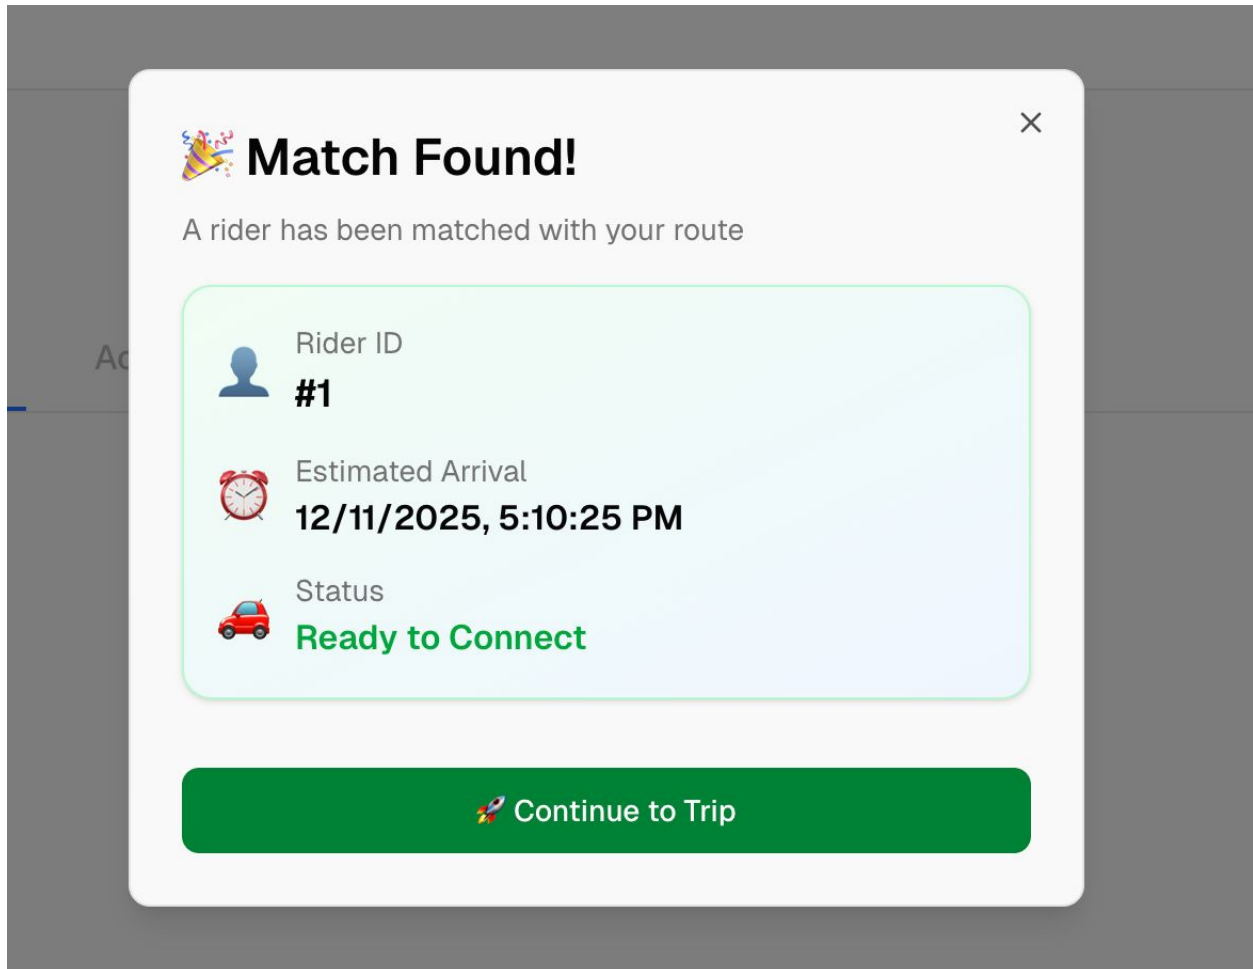 Match Found!
A rider has been matched with your route
Ac
Rider ID
#1
Estimated Arrival
12/11/2025, 5:10:25 PM
Status
Ready to Connect
Continue to Trip